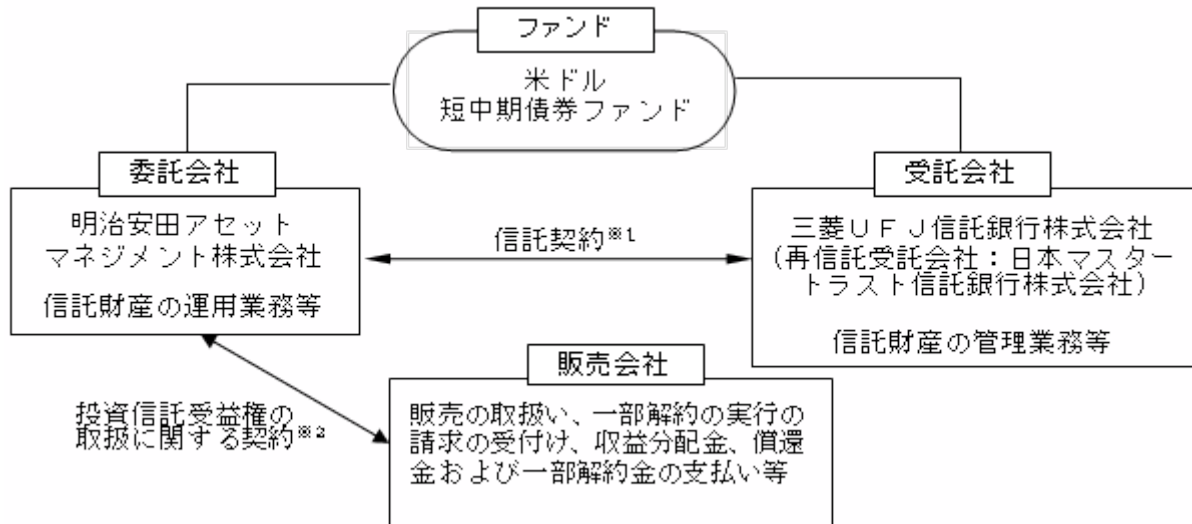 ファンド
米ドル
短中期債券ファンド
委託会社
明治安田アセット
マネジメント株式会社
信託財産の運用業務等
信託契約※1
受託会社
三菱ＵＦＪ信託銀行株式会社
(再信託受託会社：日本マスター
トラスト信託銀行株式会社)
信託財産の管理業務等
投資信託受益権の
取扱に関する契約※2
販売会社
販売の取扱い、一部解約の実行の
請求の受付け、収益分配金、償還
金および一部解約金の支払い等